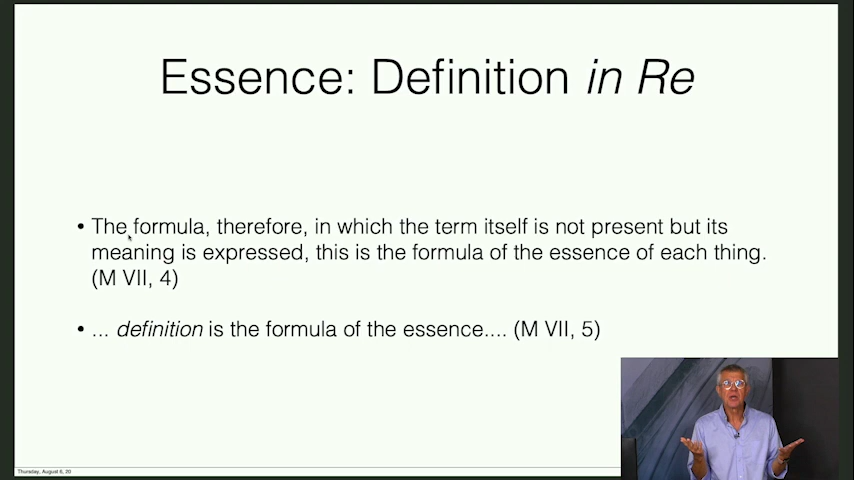 Essence: Definition in Re
• The formula, therefore, in which the term itself is not present but its
meaning is expressed, this is the formula of the essence of each thing.
(M VII, 4)
• ... definition is the formula of the essence.... (M VII, 5)
Thursday, August 6, 20